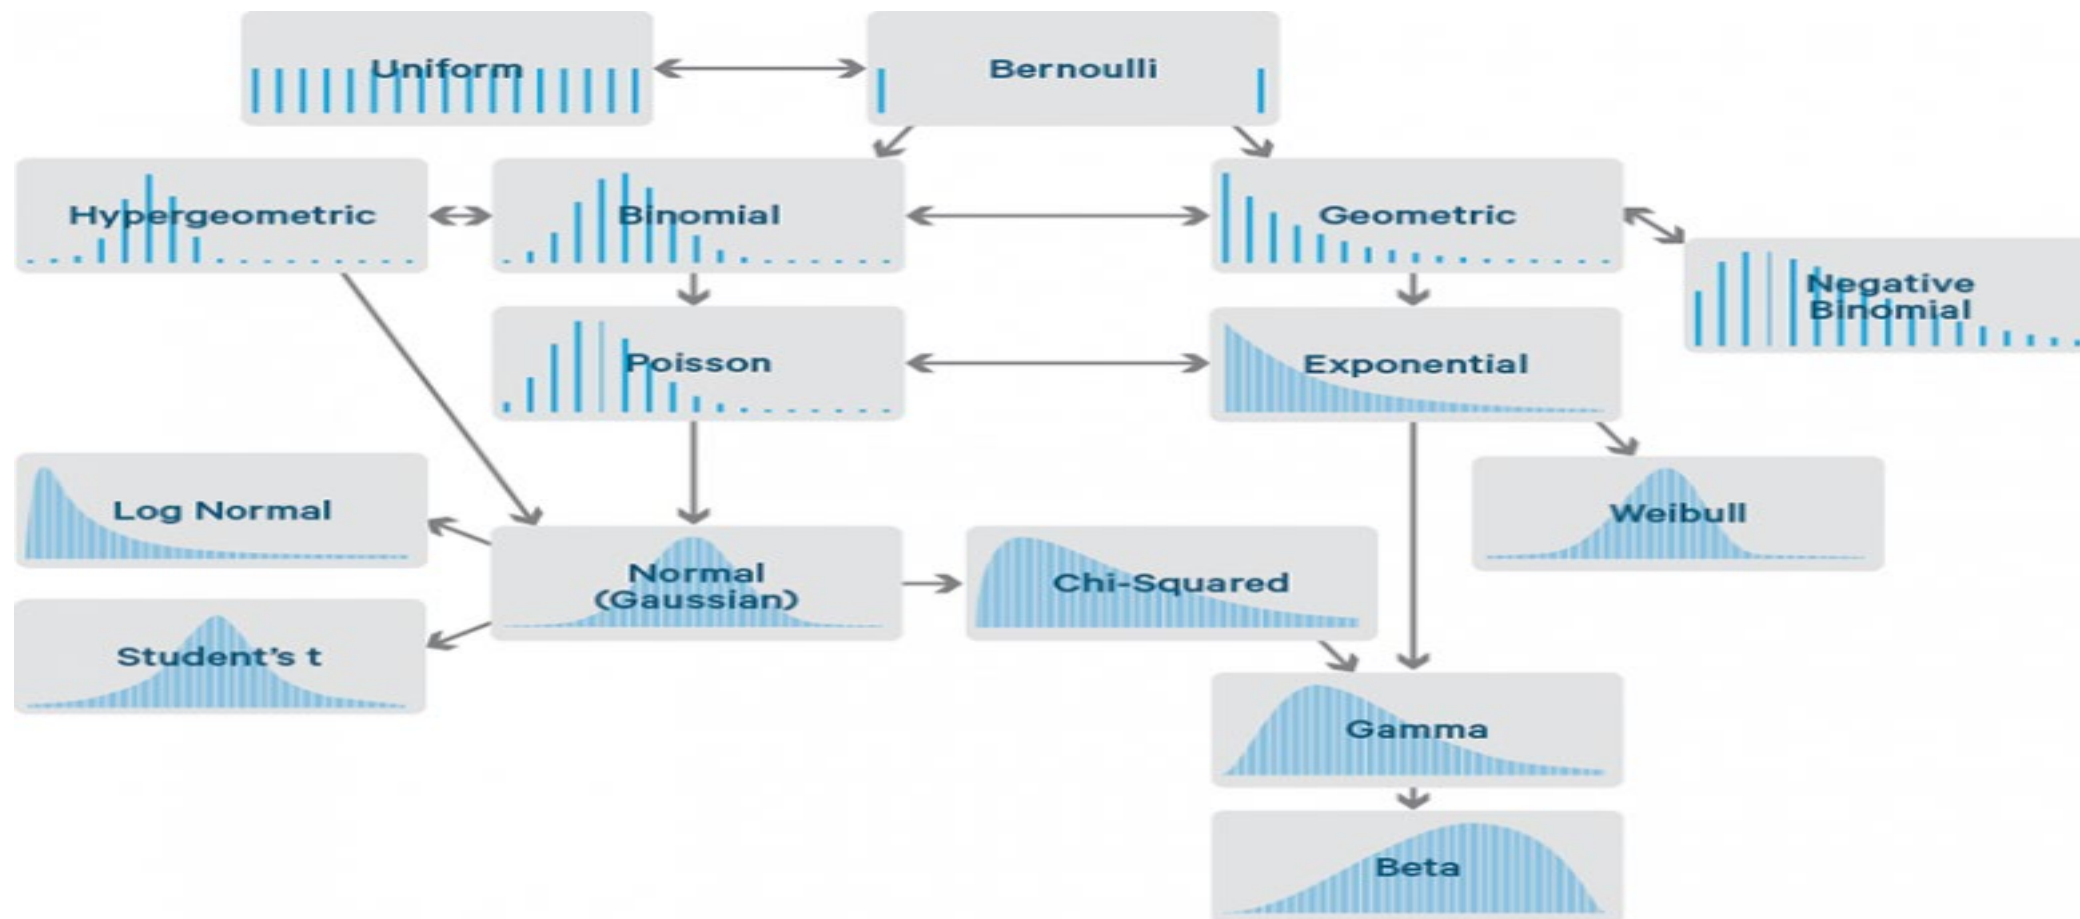 Uniform
Bernoulli
Hypergeometric
Binomial
Geometric
Negative
Binomial
Poisson
Exponential
Log Normal
Normal
(Gaussian)
Chi-Squared
Weibull
Student's t
Gamma
Beta